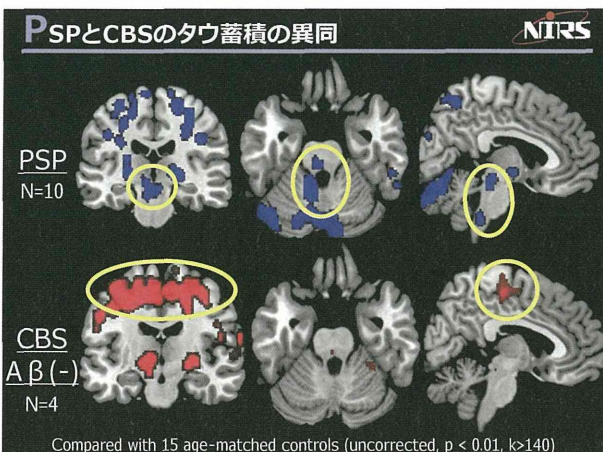 PSPとCBSのタウ蓄積の異同
NIRS
PSP
N=10
CBS
Aβ(-)
N=4
Compared with 15 age-matched controls (uncorrected, p < 0.01, k>140)